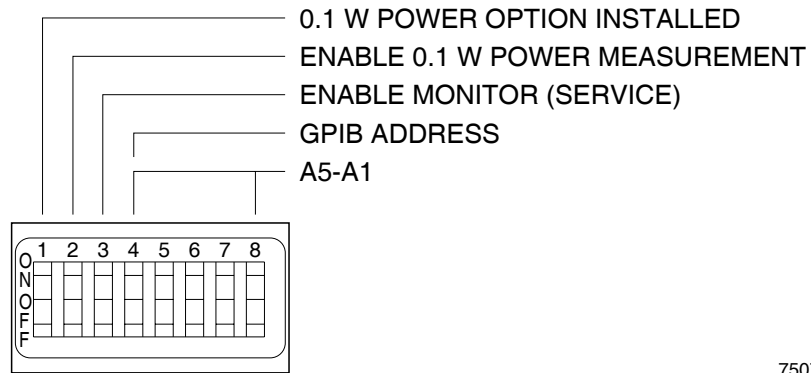 0.1 W POWER OPTION INSTALLED
ENABLE 0.1 W POWER MEASUREMENT
ENABLE MONITOR (SERVICE)
GPIB ADDRESS
A5-A1
1 2 3 4 5 6 7 8
ON
OFF